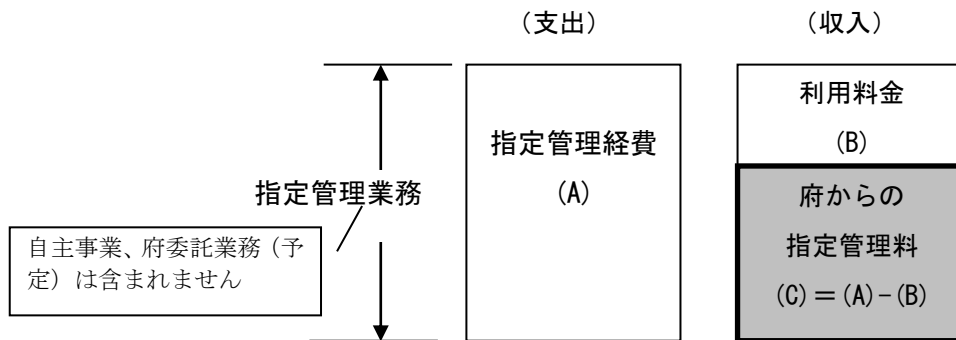 （支出）
（収入）
指定管理経費
(A)
利用料金
(B)
指定管理業務
府からの
指定管理料
(C)＝(A)-(B)
自主事業、府委託業務（予
定）は含まれません